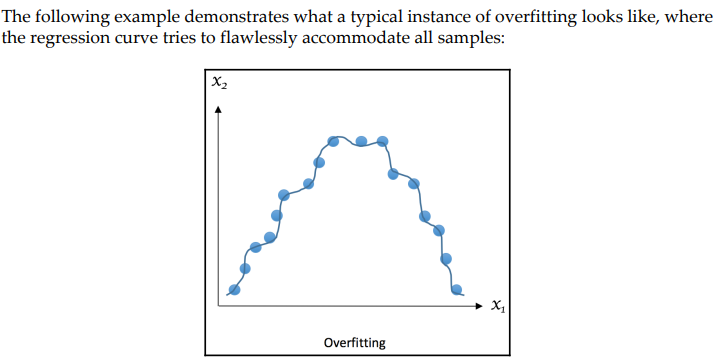 The following example demonstrates what a typical instance of overfitting looks like, where
the regression curve tries to flawlessly accommodate all samples:
x₂
x₁
Overfitting